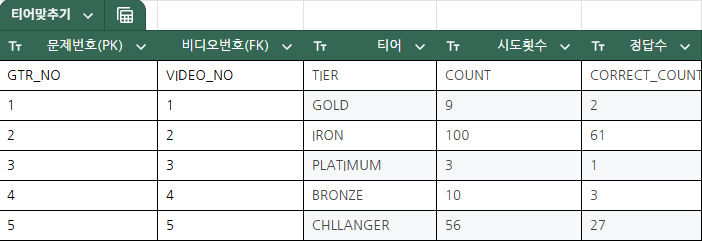 티어맞추기
문제번호(PK) 비디오번호(FK) 티어 시도횟수 정답수
GTR_NO VIDEO_NO TIER COUNT CORRECT_COUNT
1 1 GOLD 9 2
2 2 IRON 100 61
3 3 PLATIMUM 3 1
4 4 BRONZE 10 3
5 5 CHLLANGER 56 27